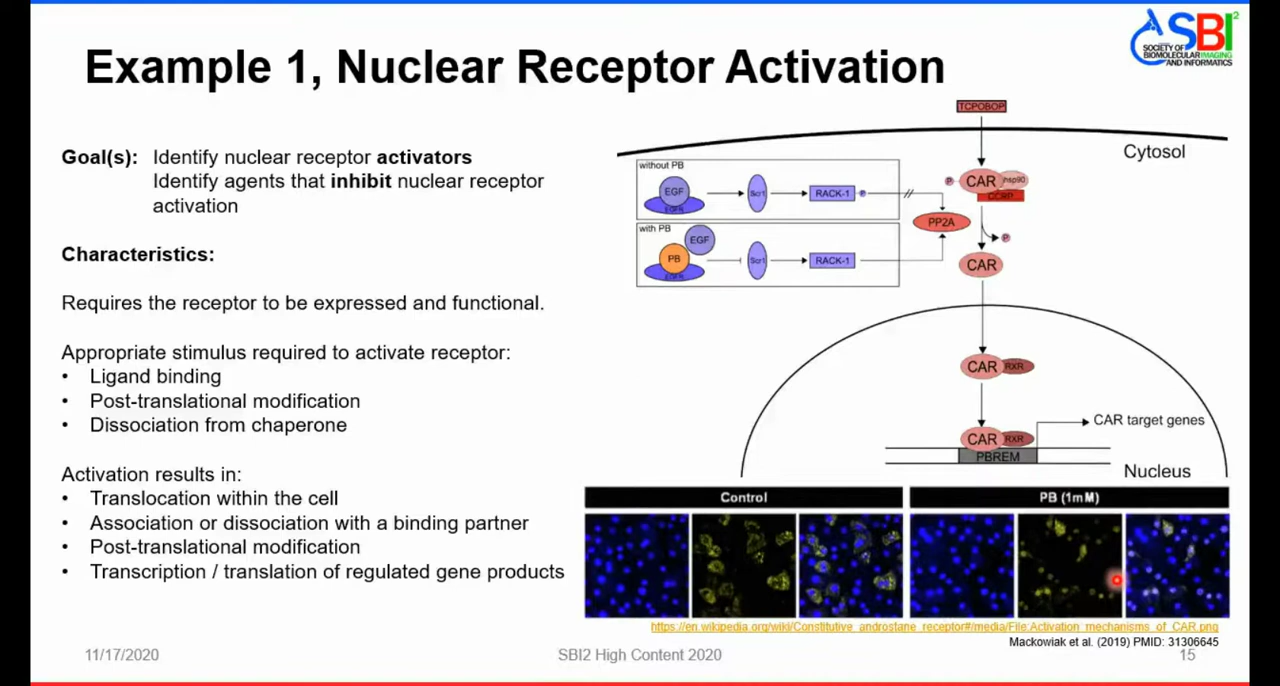 Example 1, Nuclear Receptor Activation
SBI2
SOCIETY OF
BIOMOLECULAR IMAGING
AND INFORMATICS
Goal(s): Identify nuclear receptor activators
Identify agents that inhibit nuclear receptor
activation
Characteristics:
Requires the receptor to be expressed and functional.
Appropriate stimulus required to activate receptor:
• Ligand binding
• Post-translational modification
• Dissociation from chaperone
Activation results in:
• Translocation within the cell
• Association or dissociation with a binding partner
• Post-translational modification
• Transcription / translation of regulated gene products
TCPOBOP
Cytosol
without PB
EGF
EGFR
Scr1
RACK-1
P
P
CAR
hsp90
CCRP
PP2A
P
with PB
EGF
PB
EGFR
Scr1
RACK-1
CAR
CAR
RXR
CAR
RXR
PBREM
CAR target genes
Nucleus
Control
PB (1mM)
https://en.wikipedia.org/wiki/Constitutive_androstane_receptor#/media/File:Activation_mechanisms_of_CAR.png
Mackowiak et al. (2019) PMID: 31306645
11/17/2020
SBI2 High Content 2020
15